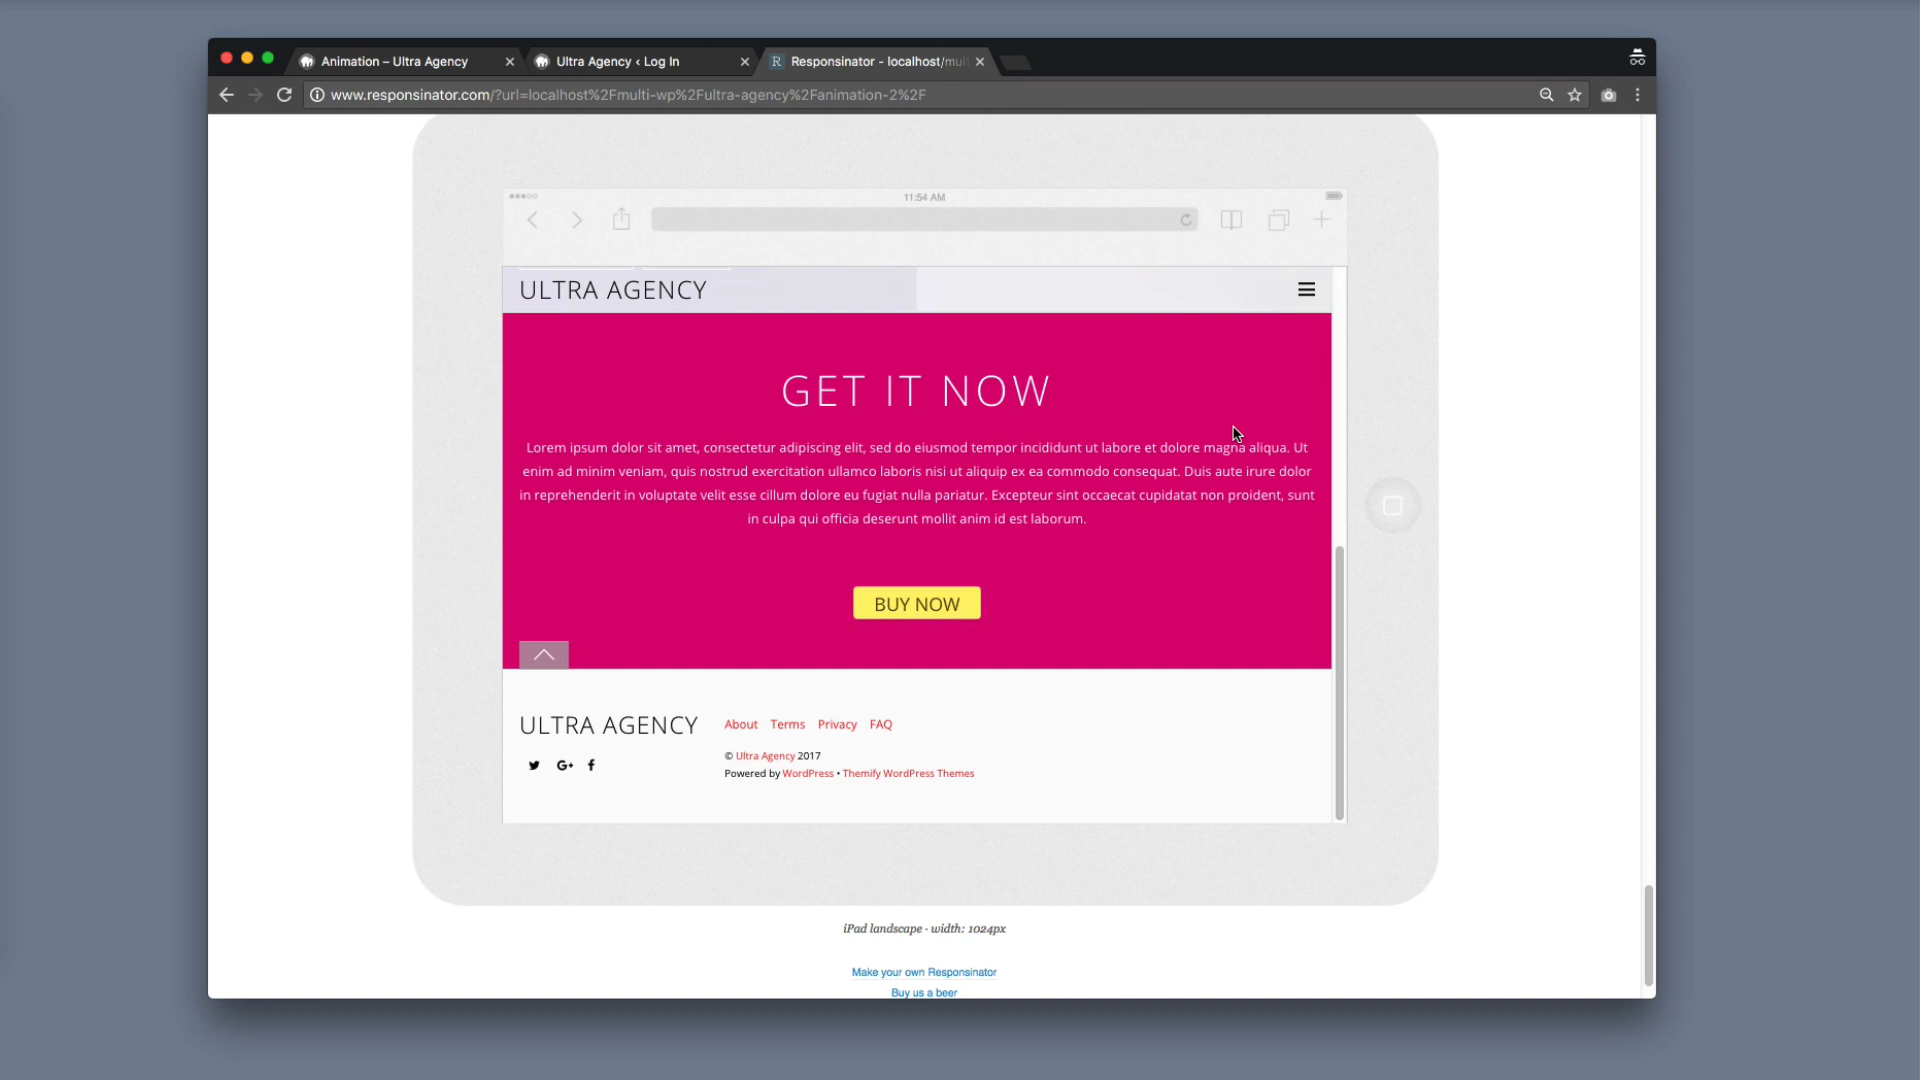 Animation – Ultra Agency
Ultra Agency ‹ Log In
R Responsinator - localhost/mul
www.responsinator.com/?url=localhost%2Fmulti-wp%2Fultra-agency%2Fanimation-2%2F
11:54 AM
ULTRA AGENCY
GET IT NOW
Lorem ipsum dolor sit amet, consectetur adipiscing elit, sed do eiusmod tempor incididunt ut labore et dolore magna aliqua. Ut
enim ad minim veniam, quis nostrud exercitation ullamco laboris nisi ut aliquip ex ea commodo consequat. Duis aute irure dolor
in reprehenderit in voluptate velit esse cillum dolore eu fugiat nulla pariatur. Excepteur sint occaecat cupidatat non proident, sunt
in culpa qui officia deserunt mollit anim id est laborum.
BUY NOW
ULTRA AGENCY
About Terms Privacy FAQ
© Ultra Agency 2017
Powered by WordPress • Themify WordPress Themes
G+
iPad landscape · width: 1024px
Make your own Responsinator
Buy us a beer